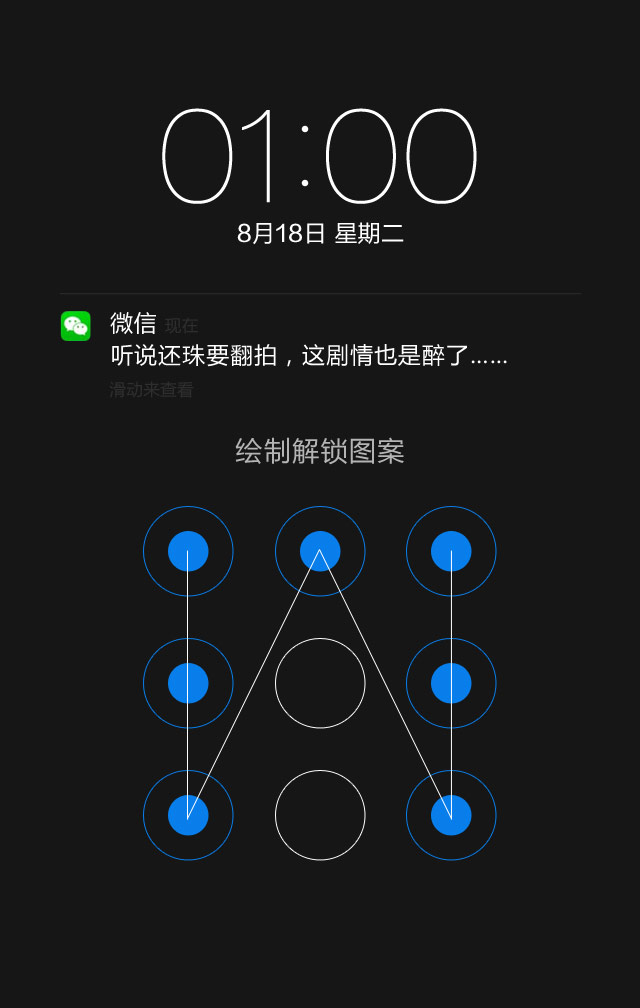 01:00
8月18日 星期二
微信 现在
听说还珠要翻拍，这剧情也是醉了……
滑动来查看
绘制解锁图案